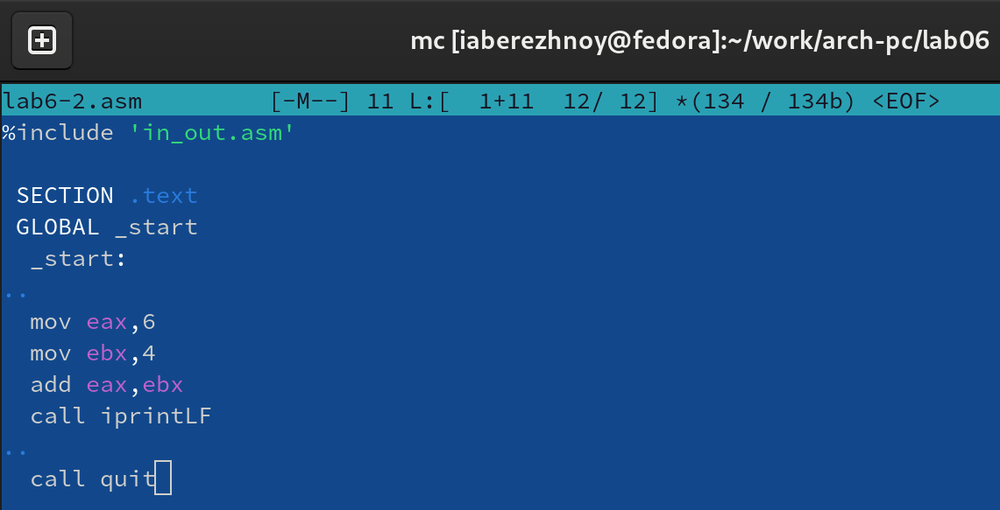 mc [iaberezhnoy@fedora]:~/work/arch-pc/lab06
lab6-2.asm         [-M--] 11 L:[  1+11  12/ 12] *(134 / 134b) <EOF>
%include 'in_out.asm'

 SECTION .text
 GLOBAL _start
  _start:
..
  mov eax,6
  mov ebx,4
  add eax,ebx
  call iprintLF
..
  call quit